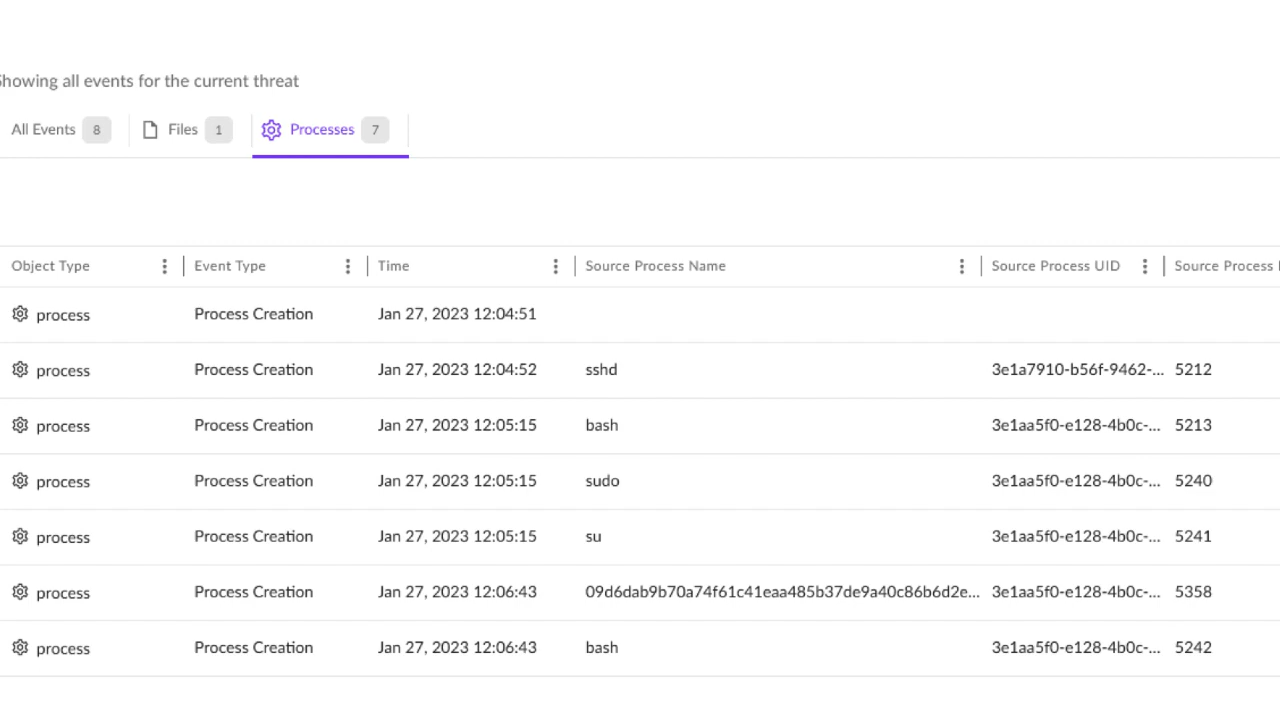 Showing all events for the current threat
All Events 8 Files 1 Processes 7
Object Type Event Type Time Source Process Name Source Process UID Source Process
process Process Creation Jan 27, 2023 12:04:51
process Process Creation Jan 27, 2023 12:04:52 sshd 3e1a7910-b56f-9462-... 5212
process Process Creation Jan 27, 2023 12:05:15 bash 3e1aa5f0-e128-4b0c-... 5213
process Process Creation Jan 27, 2023 12:05:15 sudo 3e1aa5f0-e128-4b0c-... 5240
process Process Creation Jan 27, 2023 12:05:15 su 3e1aa5f0-e128-4b0c-... 5241
process Process Creation Jan 27, 2023 12:06:43 09d6dab9b70a74f61c41eaa485b37de9a40c86b6d2e... 3e1aa5f0-e128-4b0c-... 5358
process Process Creation Jan 27, 2023 12:06:43 bash 3e1aa5f0-e128-4b0c-... 5242